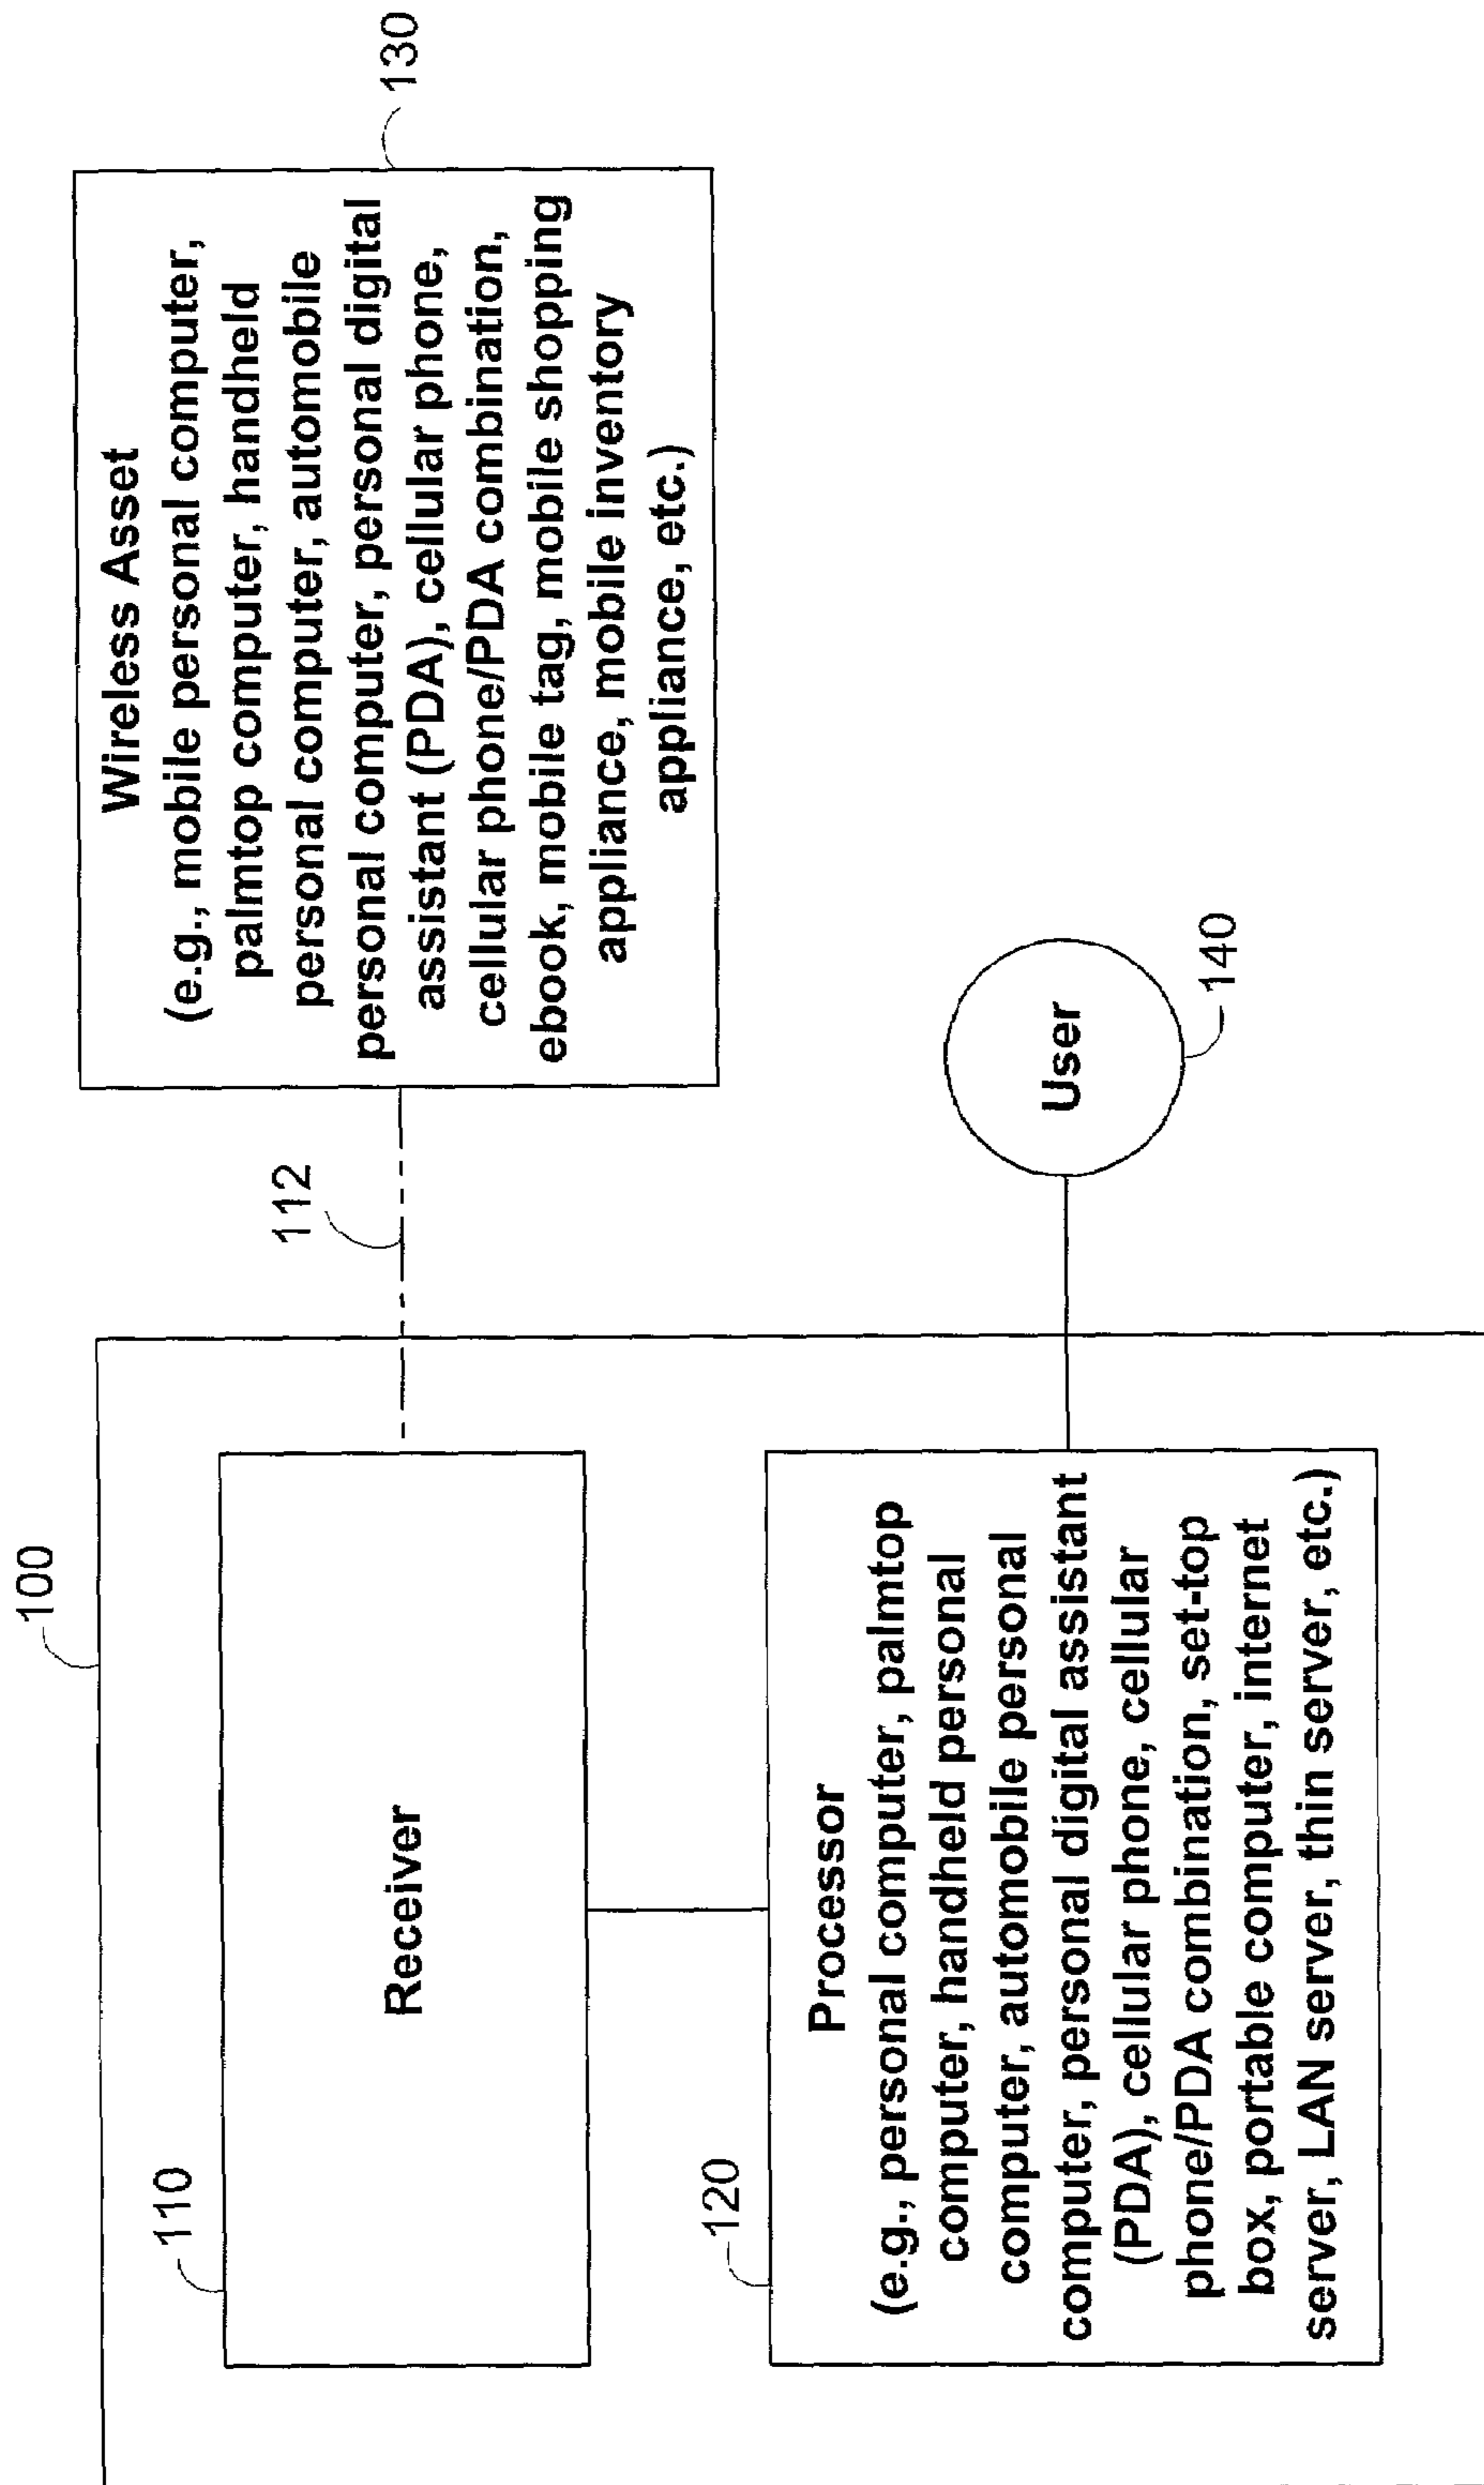 100
110
Receiver
112
Wireless Asset
(e.g., mobile personal computer,
palmtop computer, handheld
personal computer, automobile
personal computer, personal digital
assistant (PDA), cellular phone,
cellular phone/PDA combination,
ebook, mobile tag, mobile shopping
appliance, mobile inventory
appliance, etc.)
130
120
Processor
(e.g., personal computer, palmtop
computer, handheld personal
computer, automobile personal
computer, personal digital assistant
(PDA), cellular phone, cellular
phone/PDA combination, set-top
box, portable computer, internet
server, LAN server, thin server, etc.)
User
140